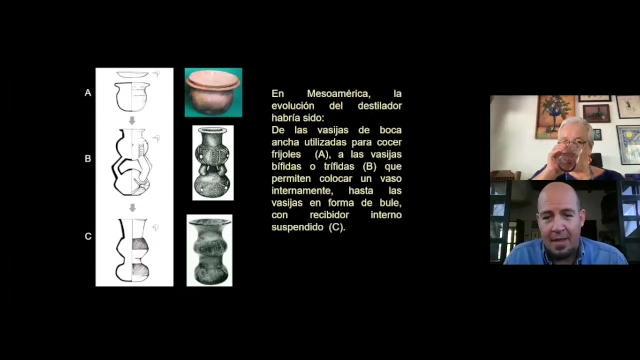 A
B
C
En Mesoamérica, la
evolución del destilador
habría sido:
De las vasijas de boca
ancha utilizadas para cocer
frijoles (A), a las vasijas
bífidas o trífidas (B) que
permiten colocar un vaso
internamente, hasta las
vasijas en forma de bule,
con recibidor interno
suspendido (C).